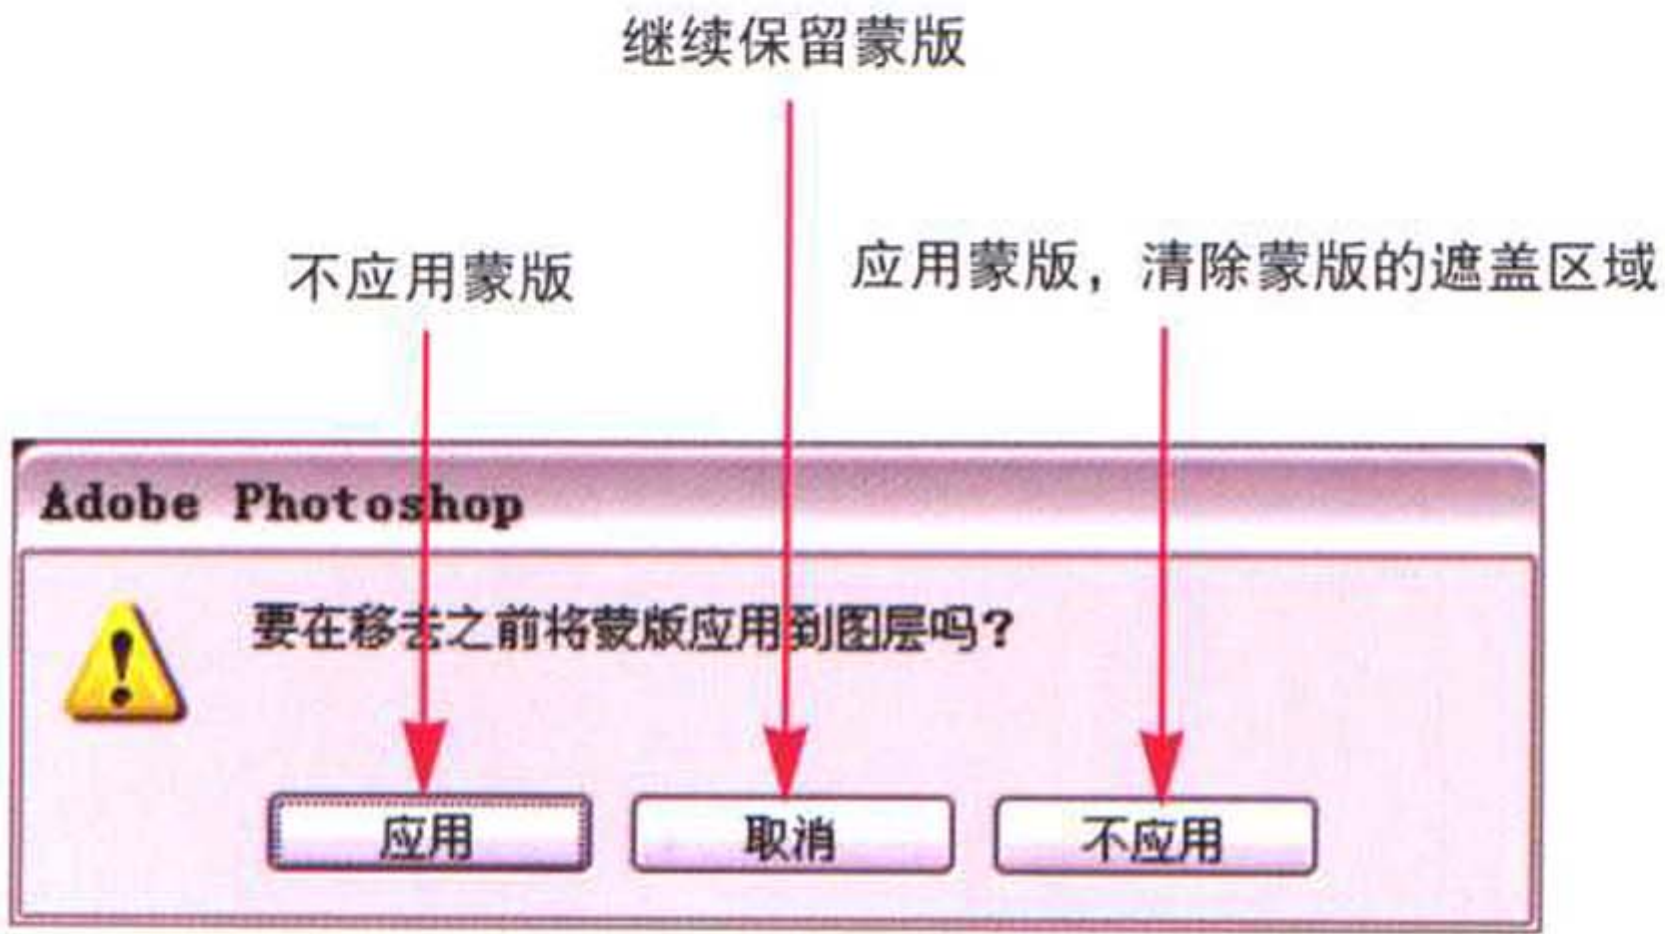 继续保留蒙版
不应用蒙版
应用蒙版，清除蒙版的遮盖区域
Adobe Photoshop
要在移去之前将蒙版应用到图层吗?
应用
取消
不应用